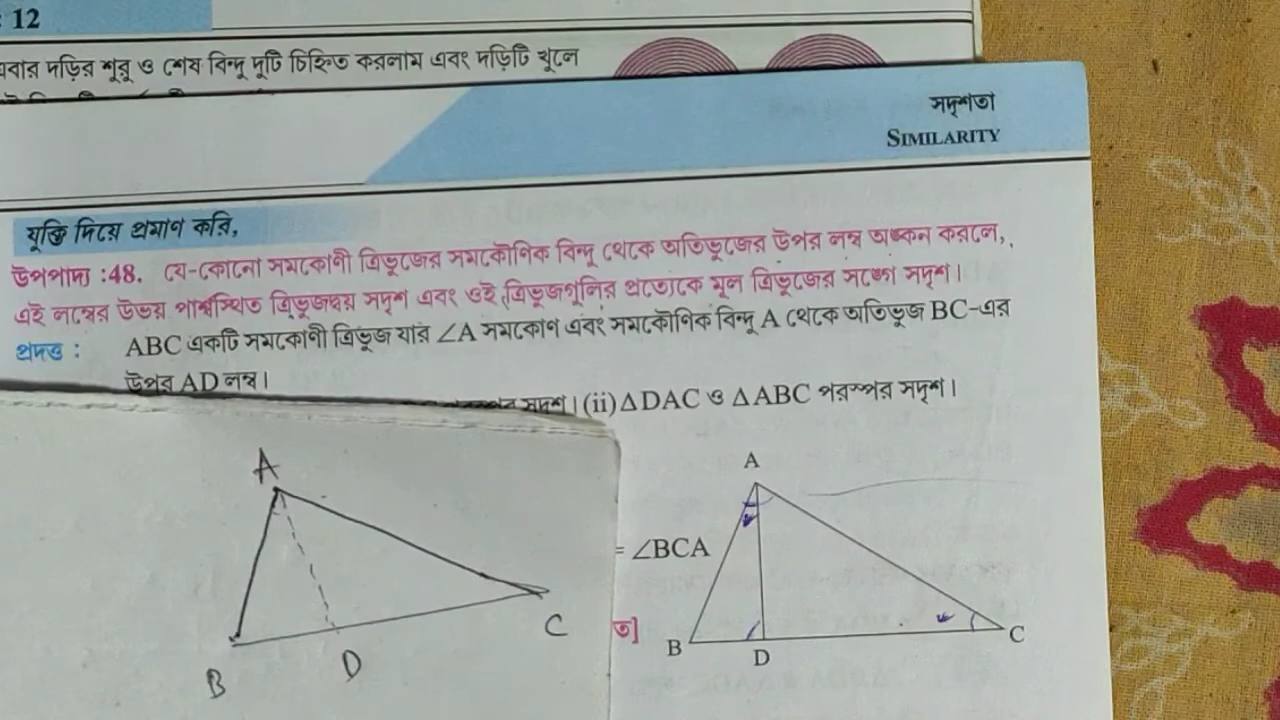 : 12
এবার দড়ির শুরু ও শেষ বিন্দু দুটি চিহ্নিত করলাম এবং দড়িটি খুলে
সদৃশতা
SIMILARITY
যুক্তি দিয়ে প্রমাণ করি,
উপপাদ্য :48. যে-কোনো সমকোণী ত্রিভুজের সমকৌণিক বিন্দু থেকে অতিভুজের উপর লম্ব অঙ্কন করলে,
এই লম্বের উভয় পার্শ্বস্থিত ত্রিভুজদ্বয় সদৃশ এবং ওই ত্রিভুজগুলির প্রত্যেকে মূল ত্রিভুজের সঙ্গে সদৃশ।
প্রদত্ত : ABC একটি সমকোণী ত্রিভুজ যার ∠A সমকোণ এবং সমকৌণিক বিন্দু A থেকে অতিভুজ BC-এর
উপর AD লম্ব।
সদৃশ। (ii) ΔDAC ও ΔABC পরস্পর সদৃশ।
A
A
= ∠BCA
B
D
C
ত]
B
D
C